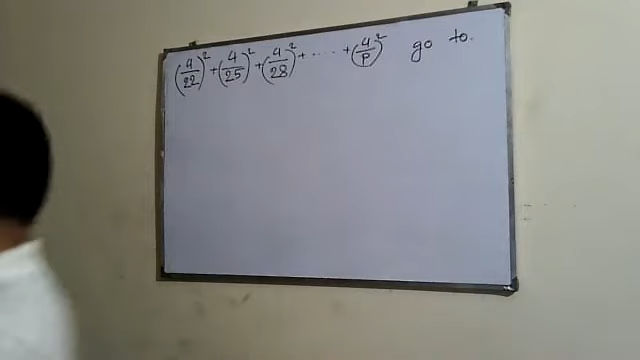 (4/22)² + (4/25)² + (4/28)² + ····· + (4/P)² go to.